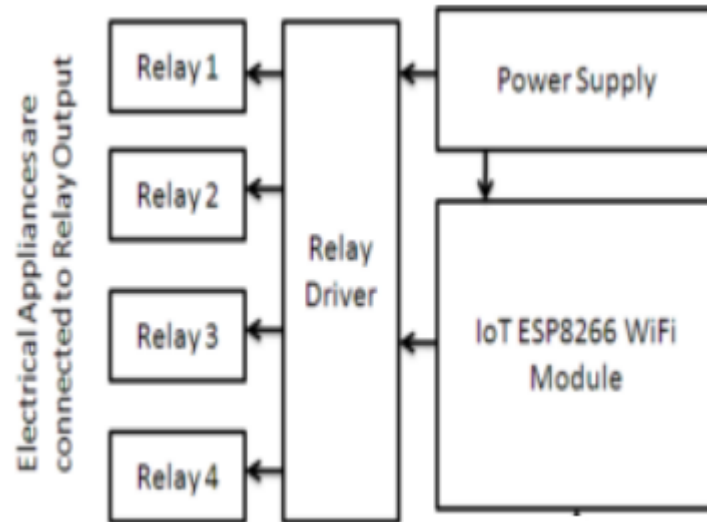 Electrical Appliances are
connected to Relay Output
Relay 1
Relay 2
Relay 3
Relay 4
Relay
Driver
Power Supply
IoT ESP8266 WiFi
Module